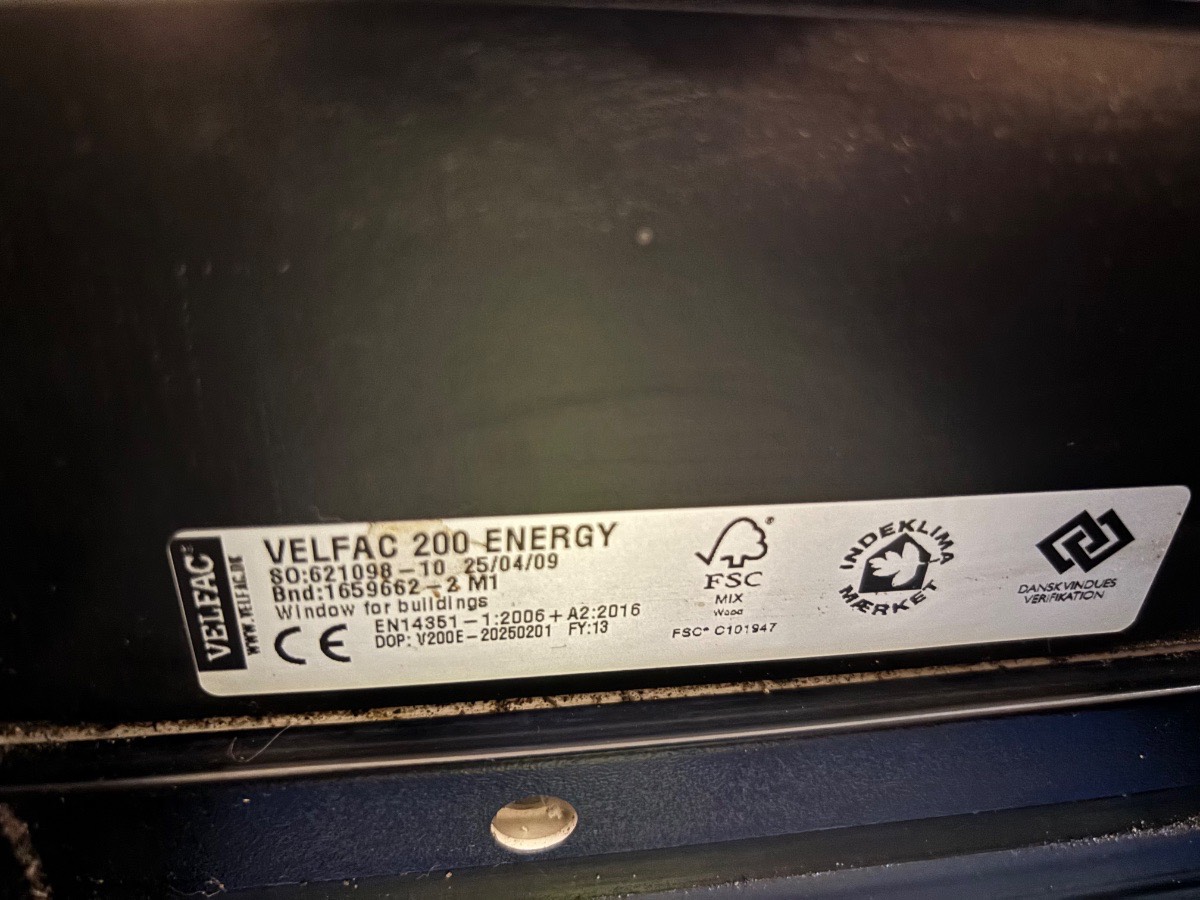 VELFAC®
WWW.VELFAC.DK
VELFAC 200 ENERGY
SO:621098-10 25/04/09
Bnd:1659662-2 M1
Window for buildings
CE
EN14351-1:2006+A2:2016
DOP: V200E-20250201 FY:13
FSC
MIX
Wood
FSC® C101947
INDEKLIMA
MÆRKET
DANSK VINDUES
VERIFIKATION